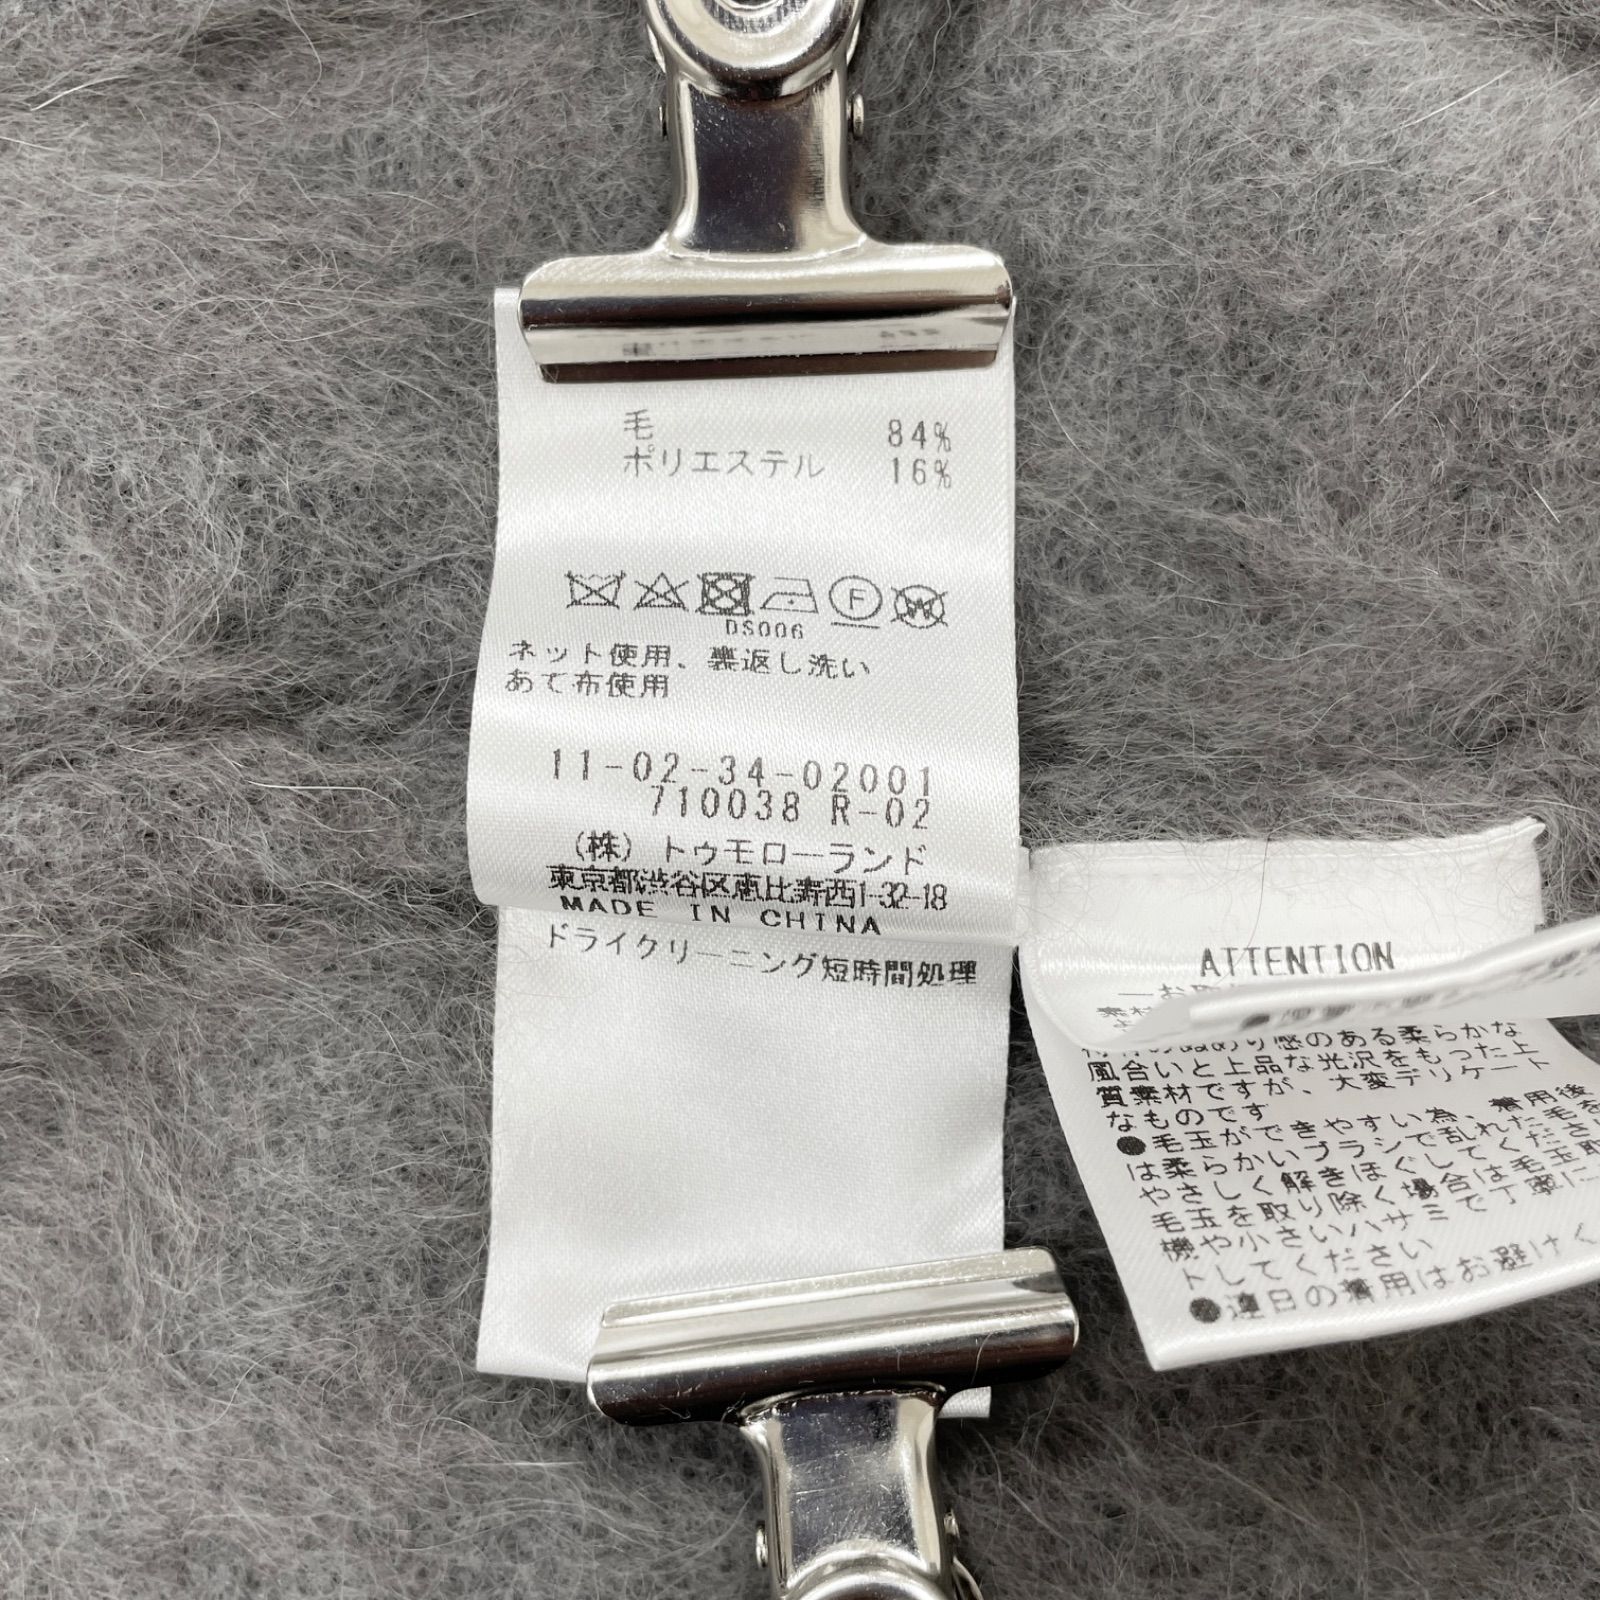 毛 84%
ポリエステル 16%
F W
DS006
ネット使用、裏返し洗い
あて布使用
11-02-34-02001
710038 R-02
(株)トゥモローランド
東京都渋谷区恵比寿西1-32-18
MADE IN CHINA
ドライクリーニング短時間処理
ATTENTION
感のある柔らかな
風合いと上品な光沢をもった上
質素材ですが、大変デリケート
なものです
●毛玉ができやすい為、着用後
は柔らかいブラシで乱れた毛を
やさしく解きほぐしてくださ
毛玉を取り除く場合は毛玉取
機や小さいハサミで丁寧に
トしてください
●連日の着用はお避けく